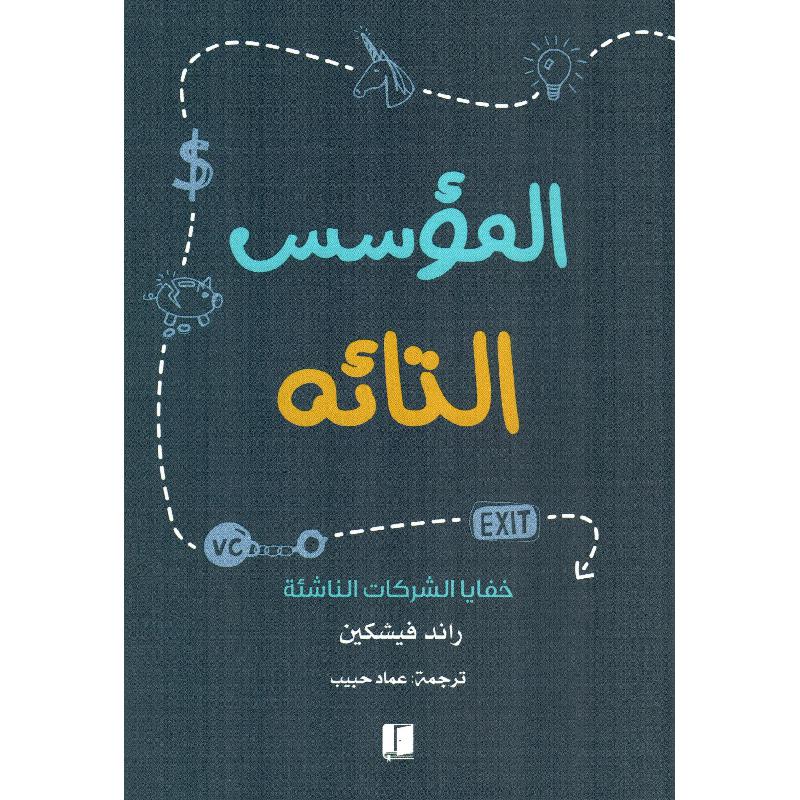 $
المؤسس
التائه
VC
EXIT
خفايا الشركات الناشئة
راند فيشكين
ترجمة: عماد حبيب